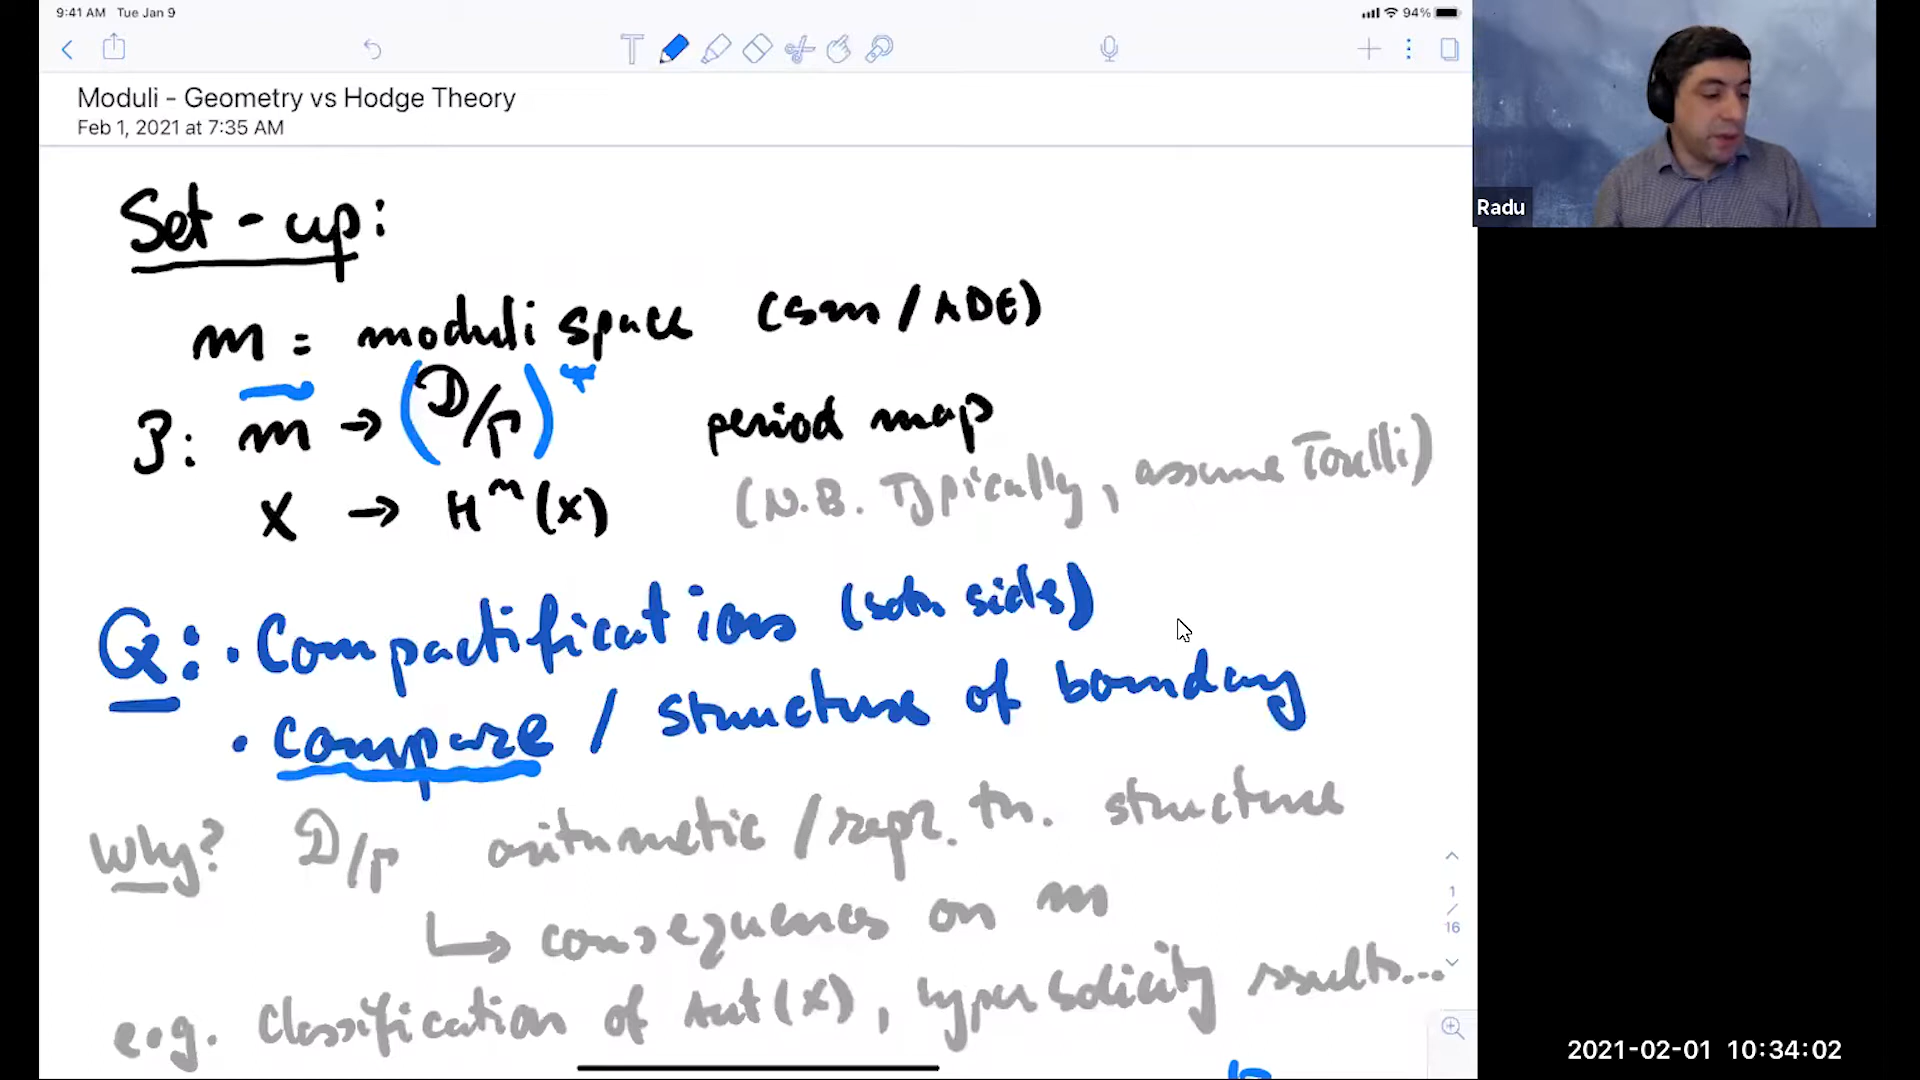 9:41 AM Tue Jan 9
94%
Moduli - Geometry vs Hodge Theory
Feb 1, 2021 at 7:35 AM
Radu
Set-up:
M = moduli space (sm / ADE)
P: M → (D/Γ)* period map
X → Hⁿ(X) (N.B. Typically, assume Torelli)
Q: • Compactifications (both sides)
• compare / structure of boundary
Why? D/Γ arithmetic / repr. th. structure
↳ consequences on M
e.g. Classification of Aut(X), hyperbolicity results...
1
/
16
2021-02-01 10:34:02